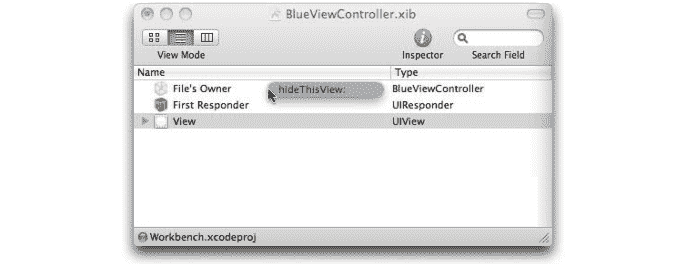 BlueViewController.xib
View Mode
Inspector
Search Field
Name Type
File's Owner hideThisView: BlueViewController
First Responder UIResponder
View UIView
Workbench.xcodeproj